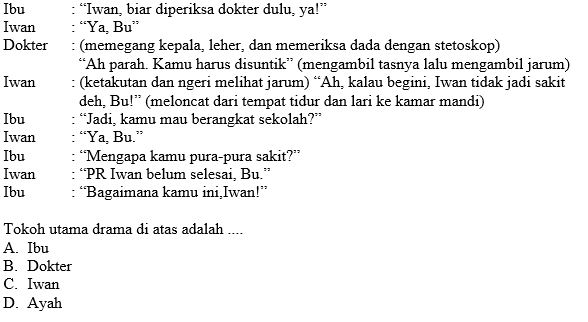 Ibu : “Iwan, biar diperiksa dokter dulu, ya!”
Iwan : “Ya, Bu”
Dokter : (memegang kepala, leher, dan memeriksa dada dengan stetoskop)
“Ah parah. Kamu harus disuntik” (mengambil tasnya lalu mengambil jarum)
Iwan : (ketakutan dan ngeri melihat jarum) “Ah, kalau begini, Iwan tidak jadi sakit
deh, Bu!” (meloncat dari tempat tidur dan lari ke kamar mandi)
Ibu : “Jadi, kamu mau berangkat sekolah?”
Iwan : “Ya, Bu.”
Ibu : “Mengapa kamu pura-pura sakit?”
Iwan : “PR Iwan belum selesai, Bu.”
Ibu : “Bagaimana kamu ini,Iwan!”
Tokoh utama drama di atas adalah ....
A. Ibu
B. Dokter
C. Iwan
D. Ayah